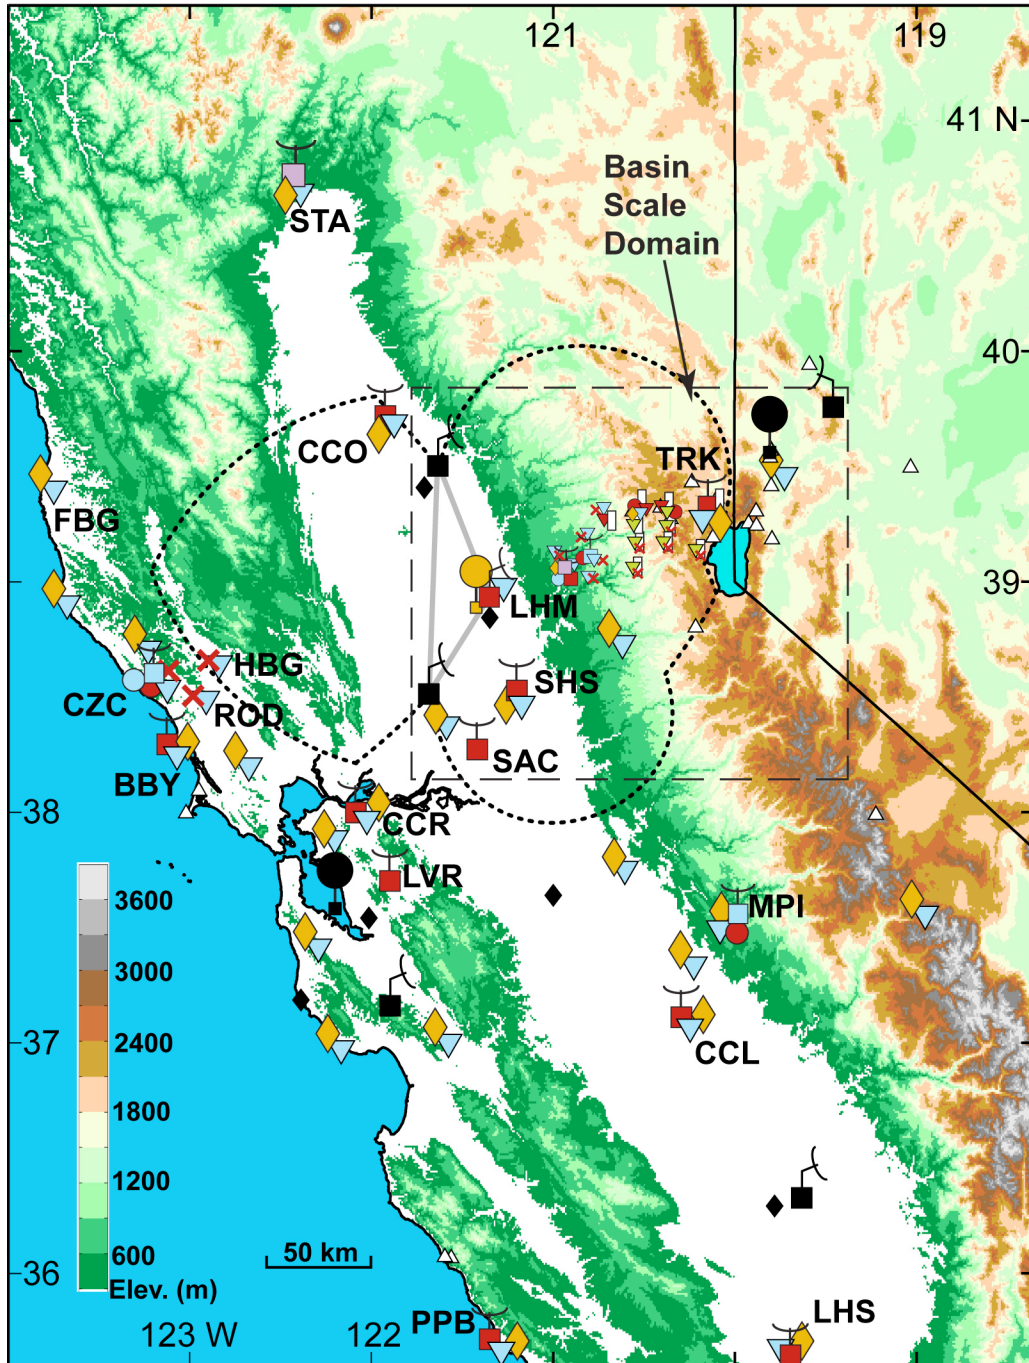 121
119
41 N
Basin
Scale
Domain
STA
40
CCO
TRK
FBG
39
LHM
HBG
SHS
CZC
ROD
SAC
BBY
38
CCR
LVR
3600
MPI
3000
37
2400
CCL
1800
1200
50 km
600
36
Elev. (m)
PPB
LHS
123 W
122